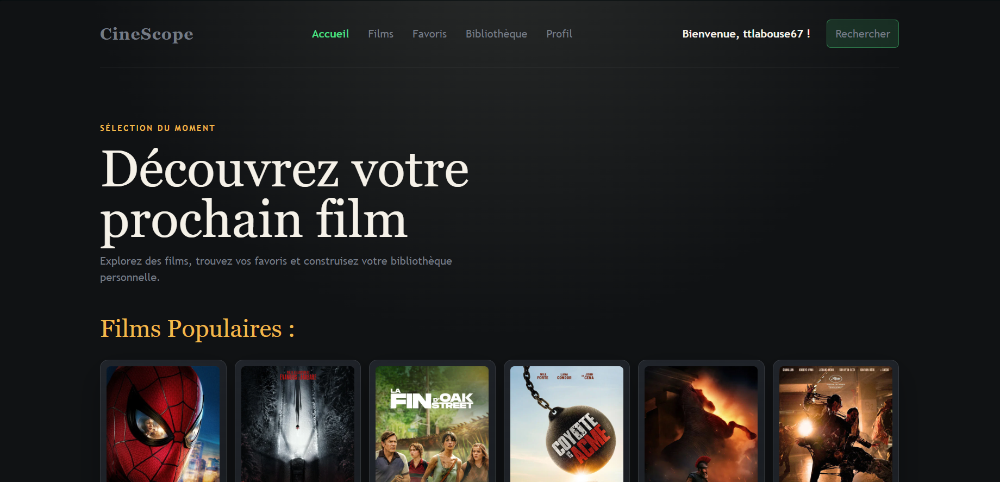 CineScope
Accueil Films Favoris Bibliothèque Profil
Bienvenue, ttlabouse67 ! Rechercher
SÉLECTION DU MOMENT
Découvrez votre
prochain film
Explorez des films, trouvez vos favoris et construisez votre bibliothèque
personnelle.
Films Populaires :
LA
FIN D'OAK
STREET
WILL FORTE
LANA CONDOR
ET JOHN CENA
COYOTE
VS ACME